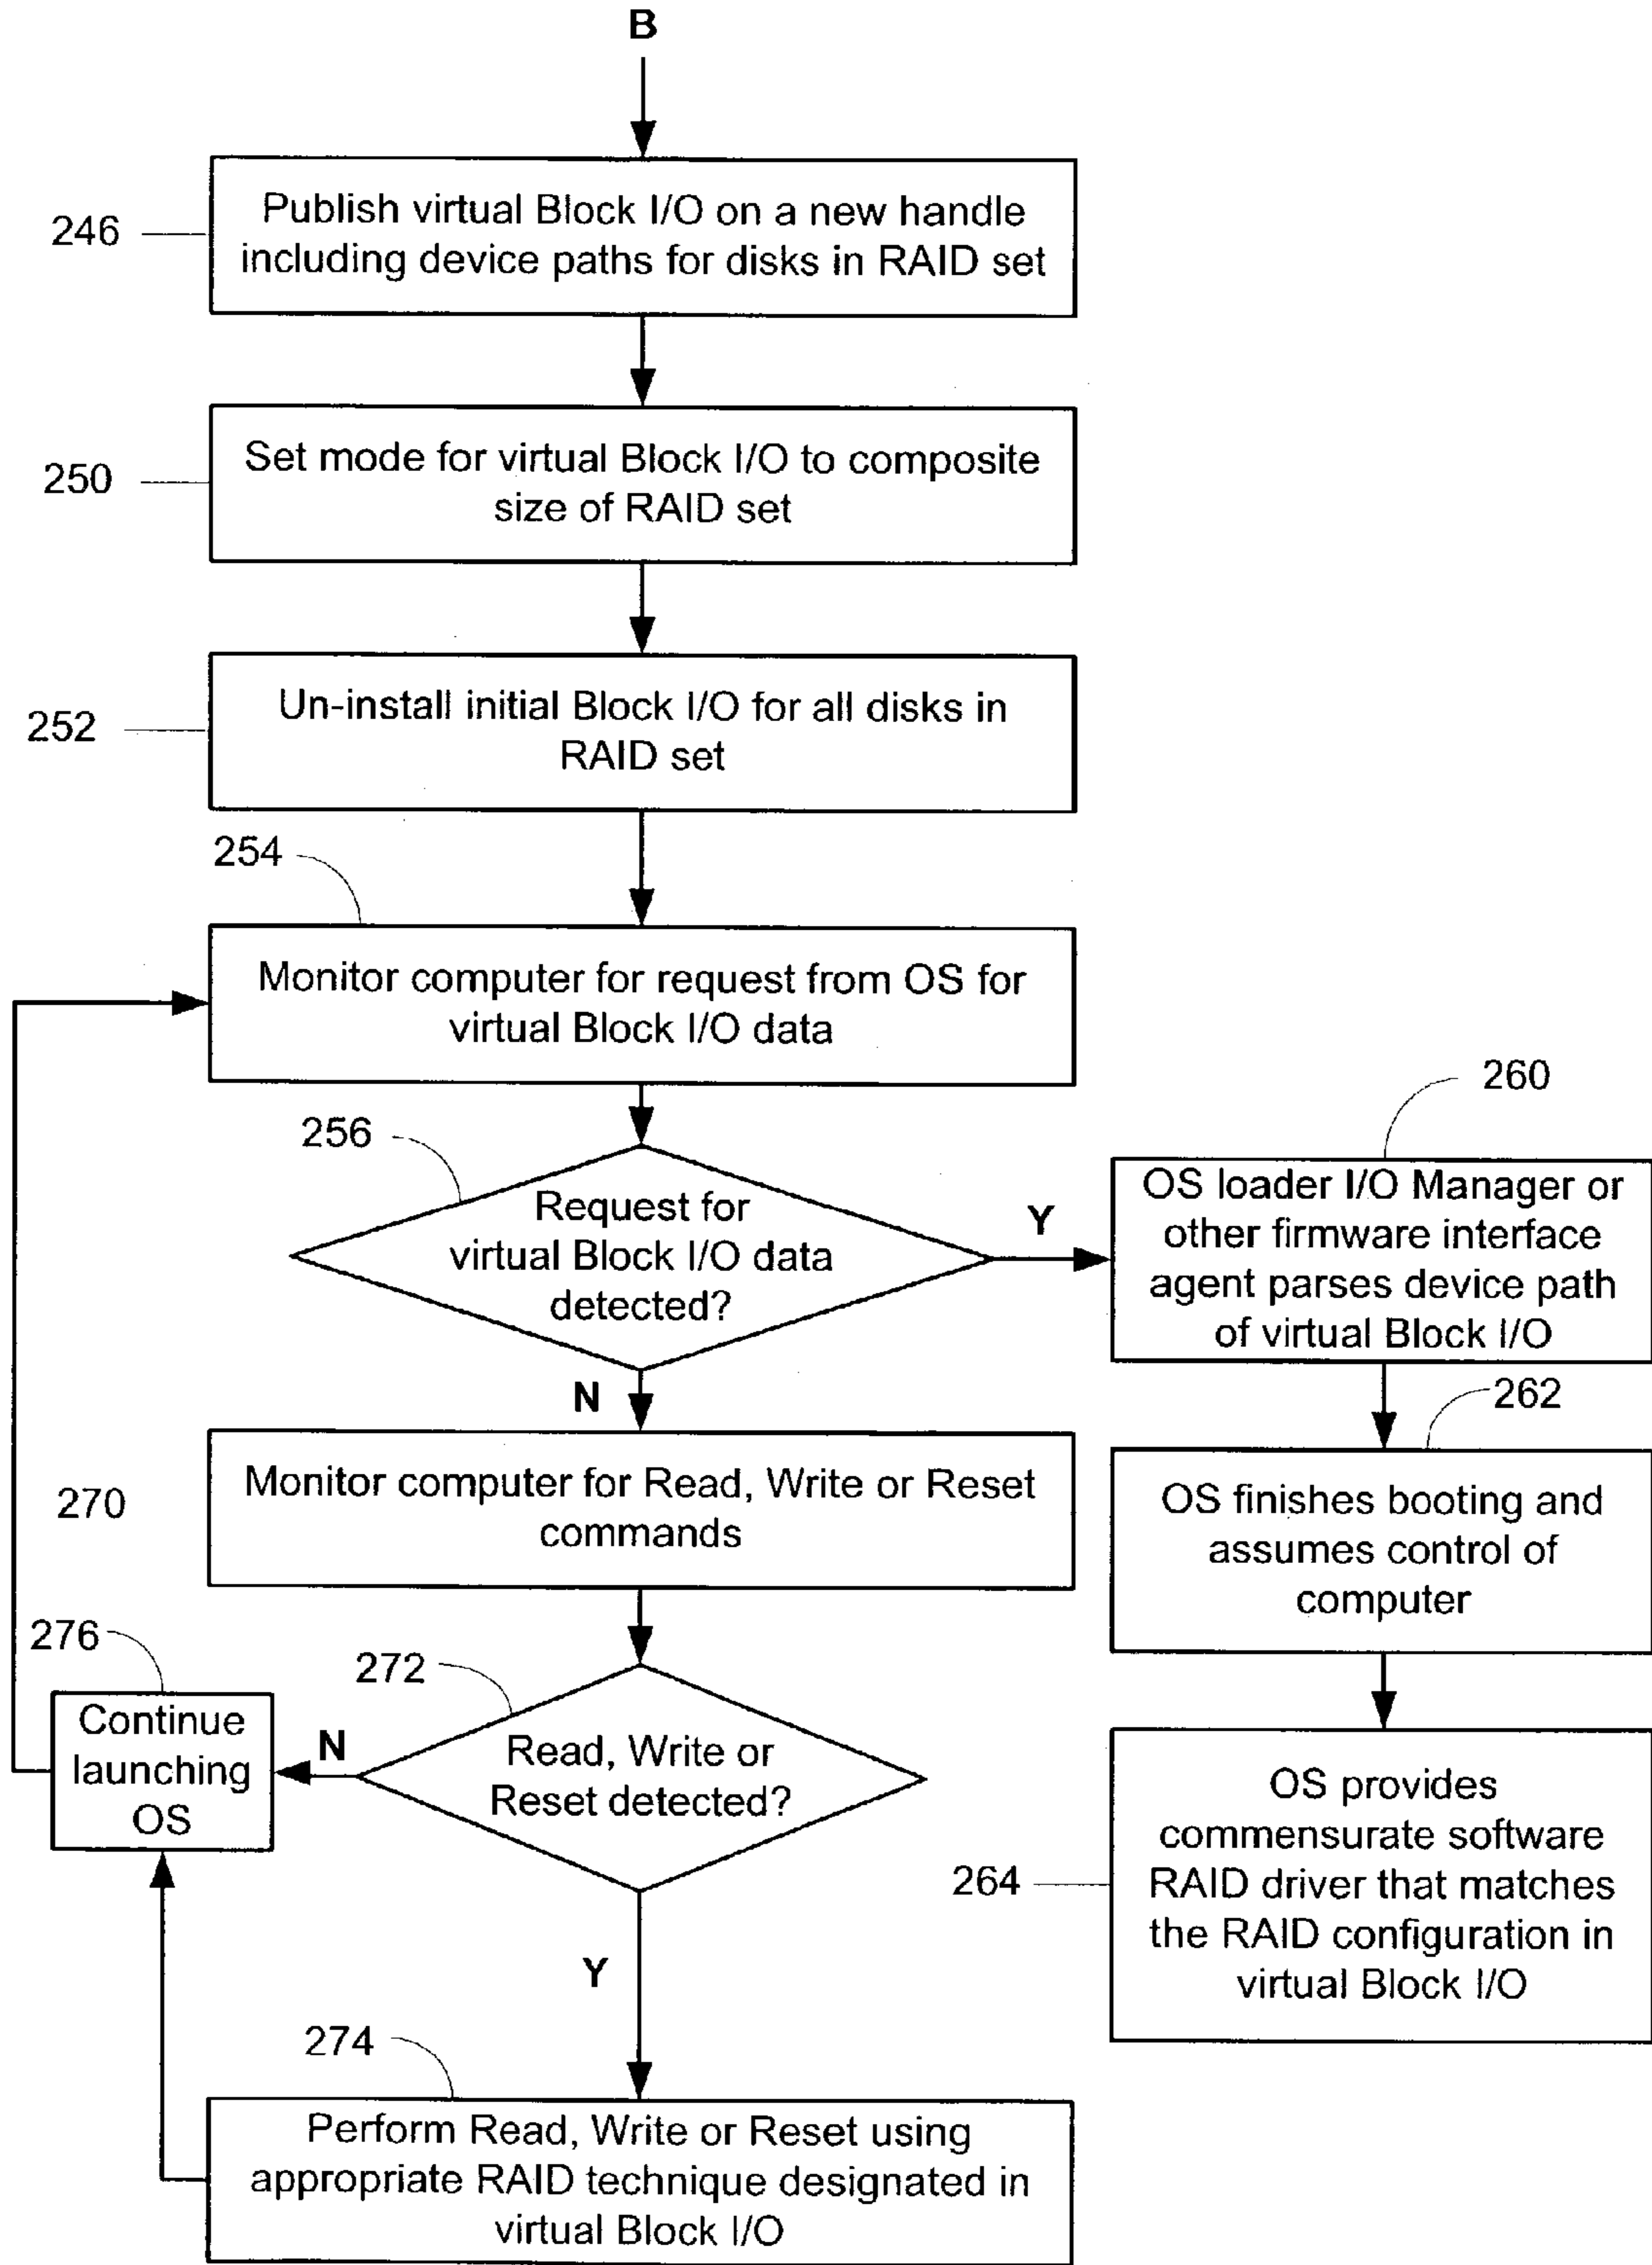 B
246
Publish virtual Block I/O on a new handle
including device paths for disks in RAID set
250
Set mode for virtual Block I/O to composite
size of RAID set
252
Un-install initial Block I/O for all disks in
RAID set
254
Monitor computer for request from OS for
virtual Block I/O data
256
Request for
virtual Block I/O data
detected?
Y
N
260
OS loader I/O Manager or
other firmware interface
agent parses device path
of virtual Block I/O
262
OS finishes booting and
assumes control of
computer
264
OS provides
commensurate software
RAID driver that matches
the RAID configuration in
virtual Block I/O
270
Monitor computer for Read, Write or Reset
commands
272
Read, Write or
Reset detected?
N
Y
276
Continue
launching
OS
274
Perform Read, Write or Reset using
appropriate RAID technique designated in
virtual Block I/O